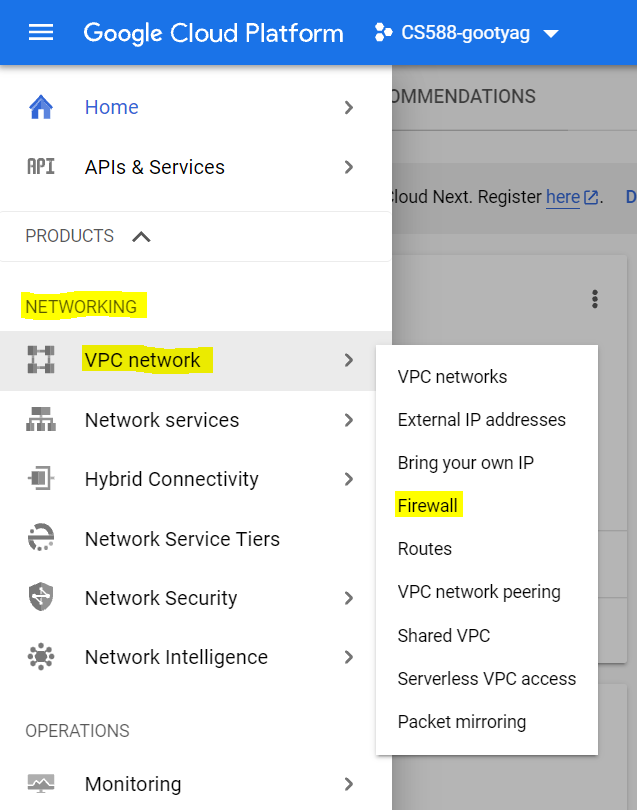 Google Cloud Platform
CS588-gootyag
Home
API
APIs & Services
PRODUCTS
NETWORKING
VPC network
Network services
Hybrid Connectivity
Network Service Tiers
Network Security
Network Intelligence
OPERATIONS
Monitoring
OMMENDATIONS
Cloud Next. Register here.
D
VPC networks
External IP addresses
Bring your own IP
Firewall
Routes
VPC network peering
Shared VPC
Serverless VPC access
Packet mirroring